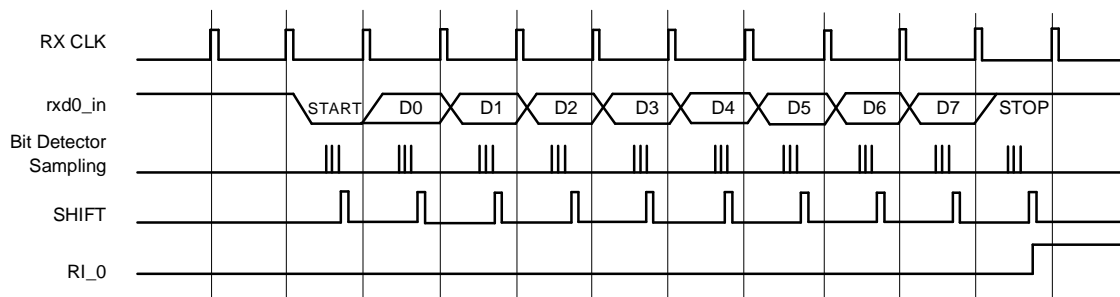 RX CLK
rxd0_in
START D0 D1 D2 D3 D4 D5 D6 D7 STOP
Bit Detector
Sampling
SHIFT
RI_0